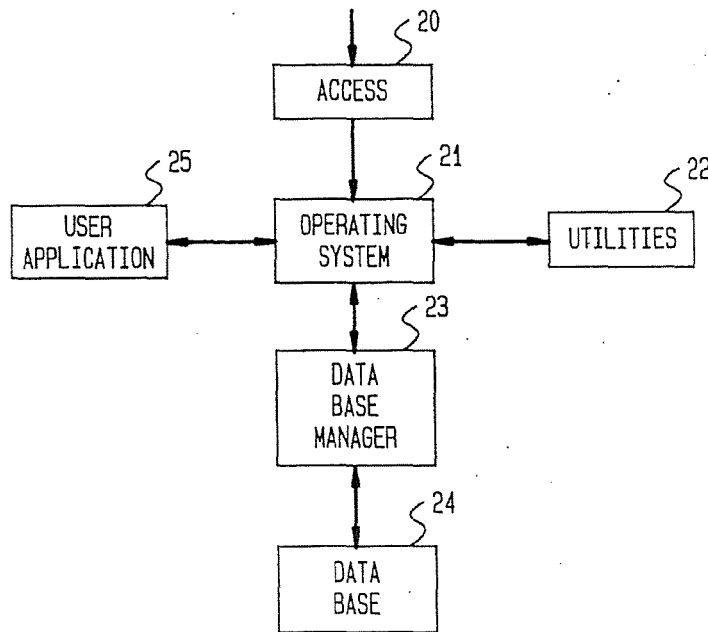 20
ACCESS
21
25
22
USER
APPLICATION
OPERATING
SYSTEM
UTILITIES
23
DATA
BASE
MANAGER
24
DATA
BASE